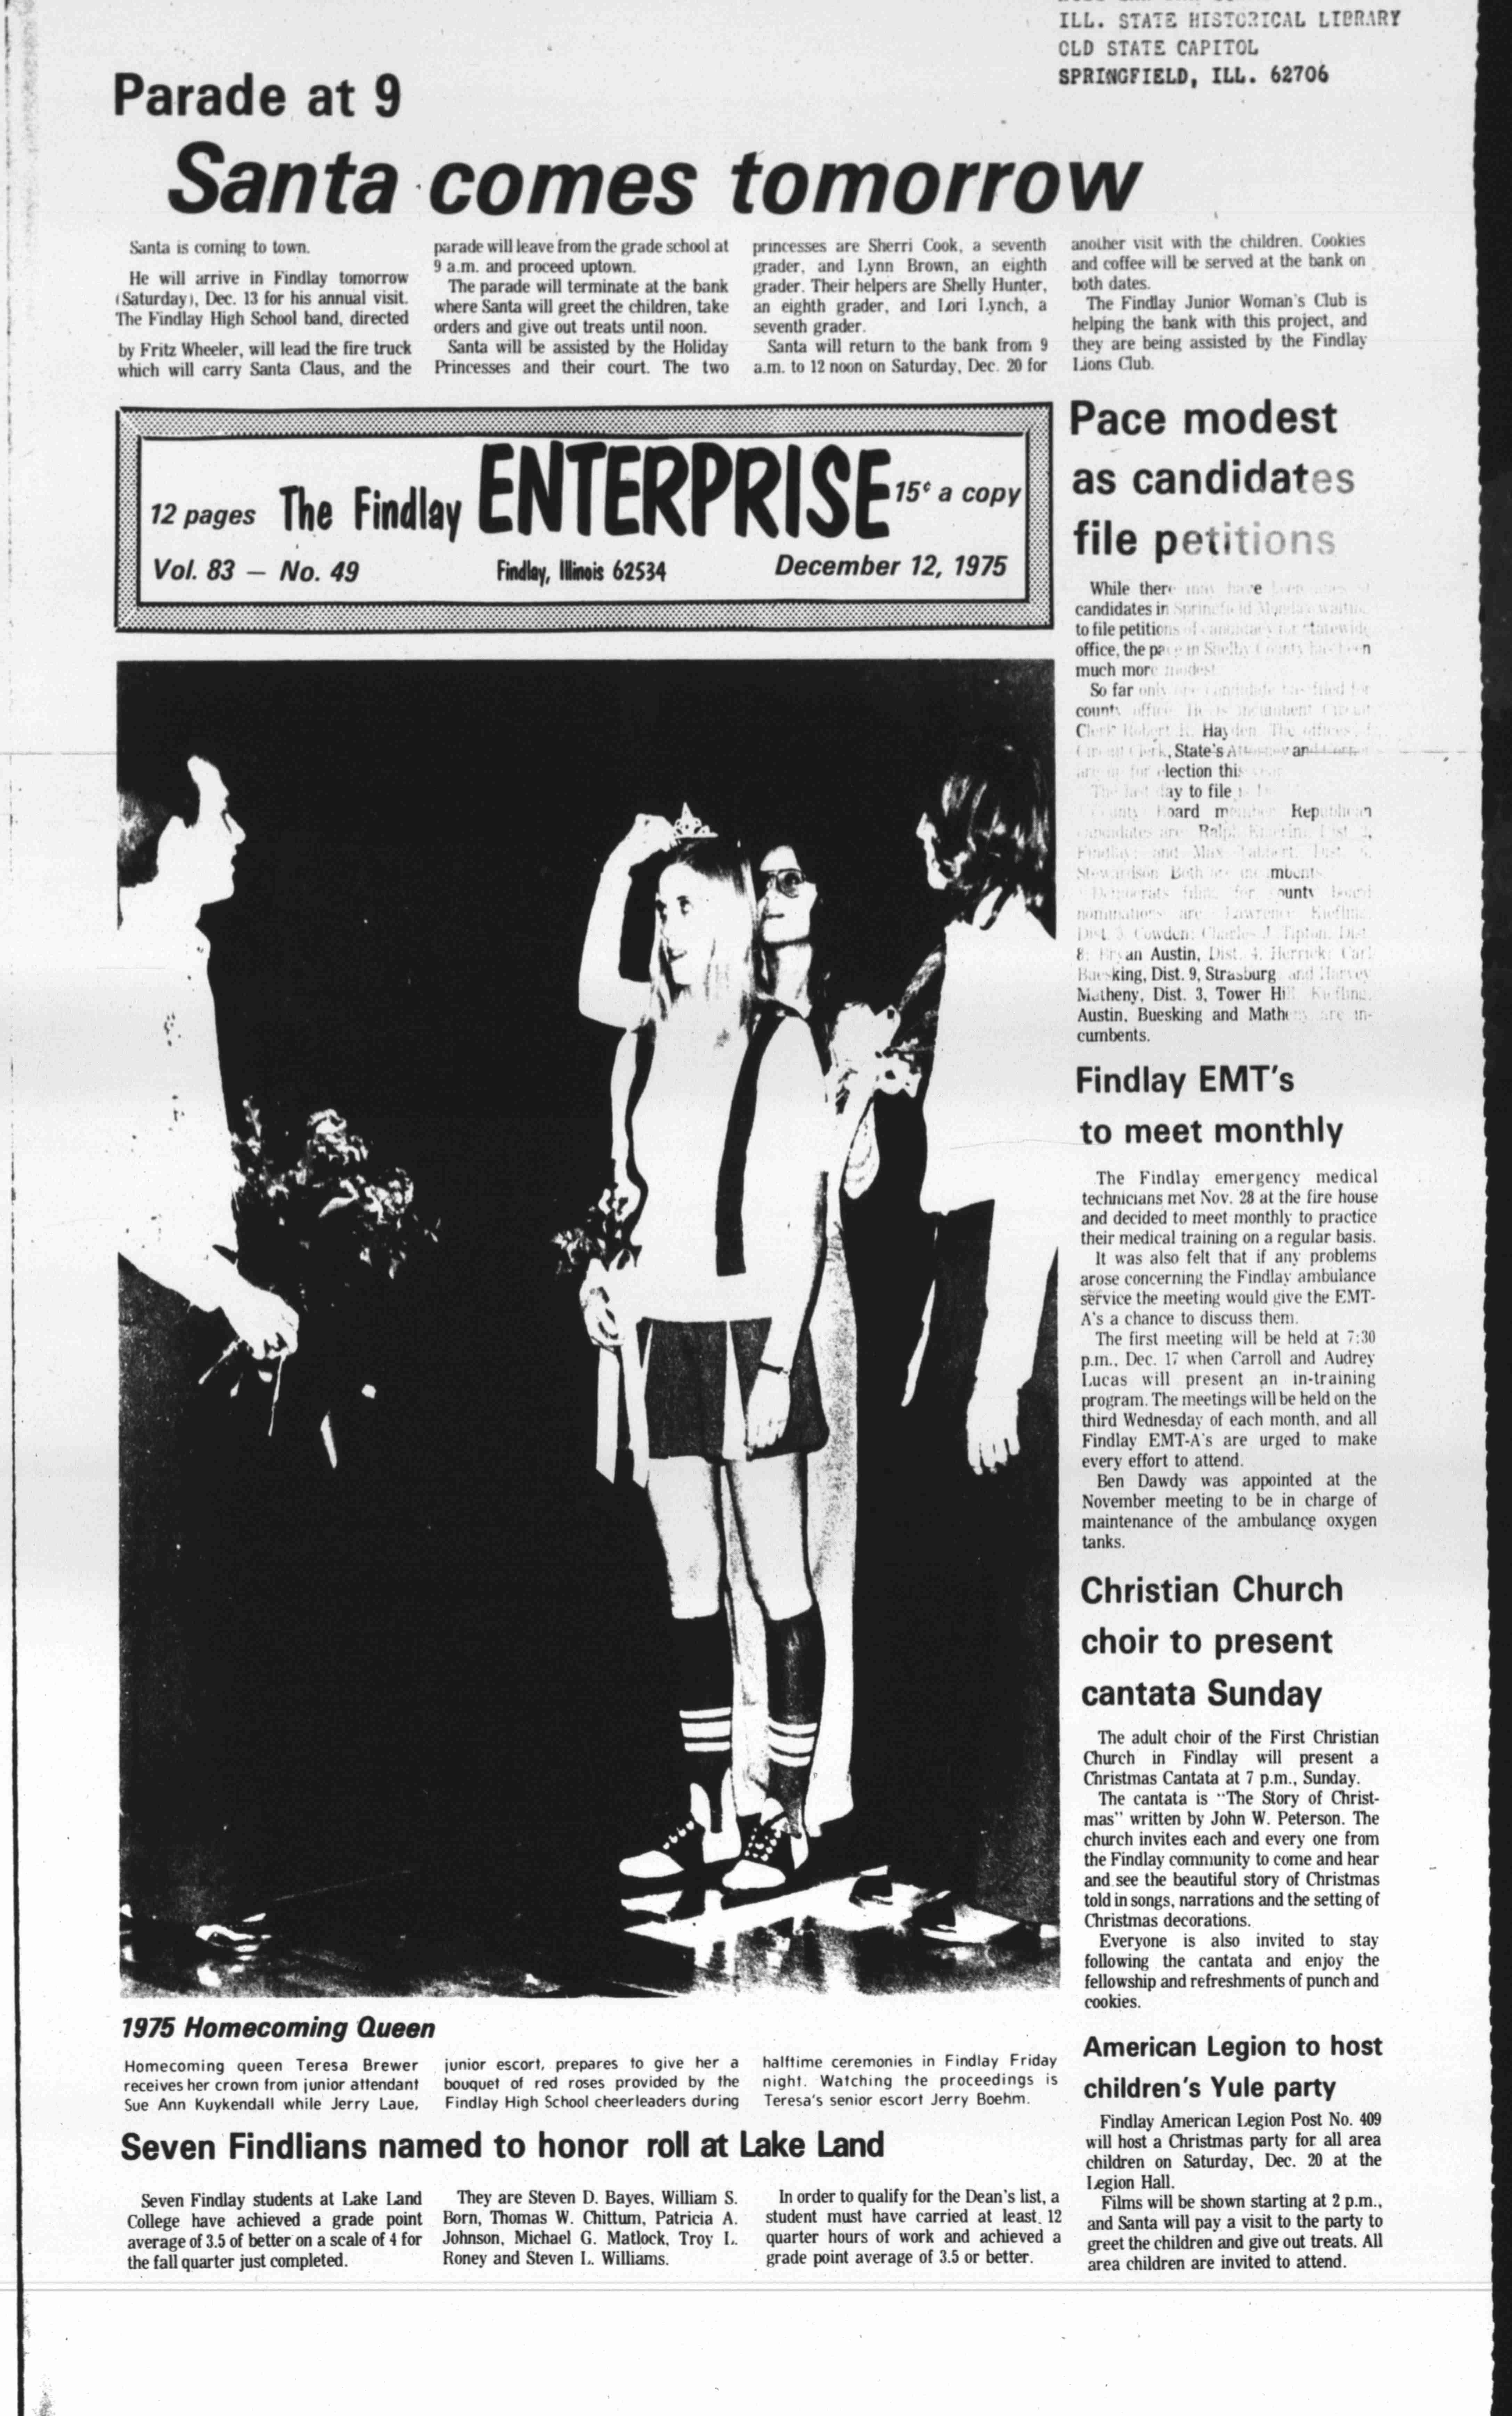 ILL. STATE HISTORICAL LIBRARY
OLD STATE CAPITOL
SPRINGFIELD, ILL. 62706
Parade at 9
Santa comes tomorrow
Santa is coming to town.
He will arrive in Findlay tomorrow
(Saturday), Dec. 13 for his annual visit.
The Findlay High School band, directed
by Fritz Wheeler, will lead the fire truck
which will carry Santa Claus, and the
parade will leave from the grade school at
9 a.m. and proceed uptown.
The parade will terminate at the bank
where Santa will greet the children, take
orders and give out treats until noon.
Santa will be assisted by the Holiday
Princesses and their court. The two
princesses are Sherri Cook, a seventh
grader, and Lynn Brown, an eighth
grader. Their helpers are Shelly Hunter,
an eighth grader, and Lori Lynch, a
seventh grader.
Santa will return to the bank from 9
a.m. to 12 noon on Saturday, Dec. 20 for
another visit with the children. Cookies
and coffee will be served at the bank on
both dates.
The Findlay Junior Woman's Club is
helping the bank with this project, and
they are being assisted by the Findlay
Lions Club.
12 pages The Findlay ENTERPRISE 15¢ a copy
Vol. 83 — No. 49 Findlay, Illinois 62534 December 12, 1975
Pace modest
as candidates
file petitions
While there may have been
candidates in Springfield Monday waiting
to file petitions of candidacy for statewide
office, the pace in Shelby County has been
much more modest.
So far only one candidate has filed for
county office. He is incumbent Circuit
Clerk Robert R. Hayden. The offices of
Circuit Clerk, State's Attorney and
are up for election this year.
The last day to file is
County Board member Republican
candidates are Ralph
Findlay; and Max Tabbert, Dist.
Stewardson. Both are incumbents.
Democrats filing for county board
nominations are Lawrence Kiefling,
Dist. 5, Cowden; Charles J. Tipton, Dist.
8; Bryan Austin, Dist. 4, Herrick; Carl
Buesking, Dist. 9, Strasburg and Harvey
Matheny, Dist. 3, Tower Hill. Kiefling,
Austin, Buesking and Matheny are in-
cumbents.
Findlay EMT's
to meet monthly
The Findlay emergency medical
technicians met Nov. 28 at the fire house
and decided to meet monthly to practice
their medical training on a regular basis.
It was also felt that if any problems
arose concerning the Findlay ambulance
service the meeting would give the EMT-
A's a chance to discuss them.
The first meeting will be held at 7:30
p.m., Dec. 17 when Carroll and Audrey
Lucas will present an in-training
program. The meetings will be held on the
third Wednesday of each month, and all
Findlay EMT-A's are urged to make
every effort to attend.
Ben Dawdy was appointed at the
November meeting to be in charge of
maintenance of the ambulance oxygen
tanks.
Christian Church
choir to present
cantata Sunday
The adult choir of the First Christian
Church in Findlay will present a
Christmas Cantata at 7 p.m., Sunday.
The cantata is "The Story of Christ-
mas" written by John W. Peterson. The
church invites each and every one from
the Findlay community to come and hear
and see the beautiful story of Christmas
told in songs, narrations and the setting of
Christmas decorations.
Everyone is also invited to stay
following the cantata and enjoy the
fellowship and refreshments of punch and
cookies.
American Legion to host
children's Yule party
Findlay American Legion Post No. 409
will host a Christmas party for all area
children on Saturday, Dec. 20 at the
Legion Hall.
Films will be shown starting at 2 p.m.,
and Santa will pay a visit to the party to
greet the children and give out treats. All
area children are invited to attend.
1975 Homecoming Queen
Homecoming queen Teresa Brewer
receives her crown from junior attendant
Sue Ann Kuykendall while Jerry Laue,
junior escort, prepares to give her a
bouquet of red roses provided by the
Findlay High School cheerleaders during
halftime ceremonies in Findlay Friday
night. Watching the proceedings is
Teresa's senior escort Jerry Boehm.
Seven Findlians named to honor roll at Lake Land
Seven Findlay students at Lake Land
College have achieved a grade point
average of 3.5 of better on a scale of 4 for
the fall quarter just completed.
They are Steven D. Bayes, William S.
Born, Thomas W. Chittum, Patricia A.
Johnson, Michael G. Matlock, Troy L.
Roney and Steven L. Williams.
In order to qualify for the Dean's list, a
student must have carried at least 12
quarter hours of work and achieved a
grade point average of 3.5 or better.